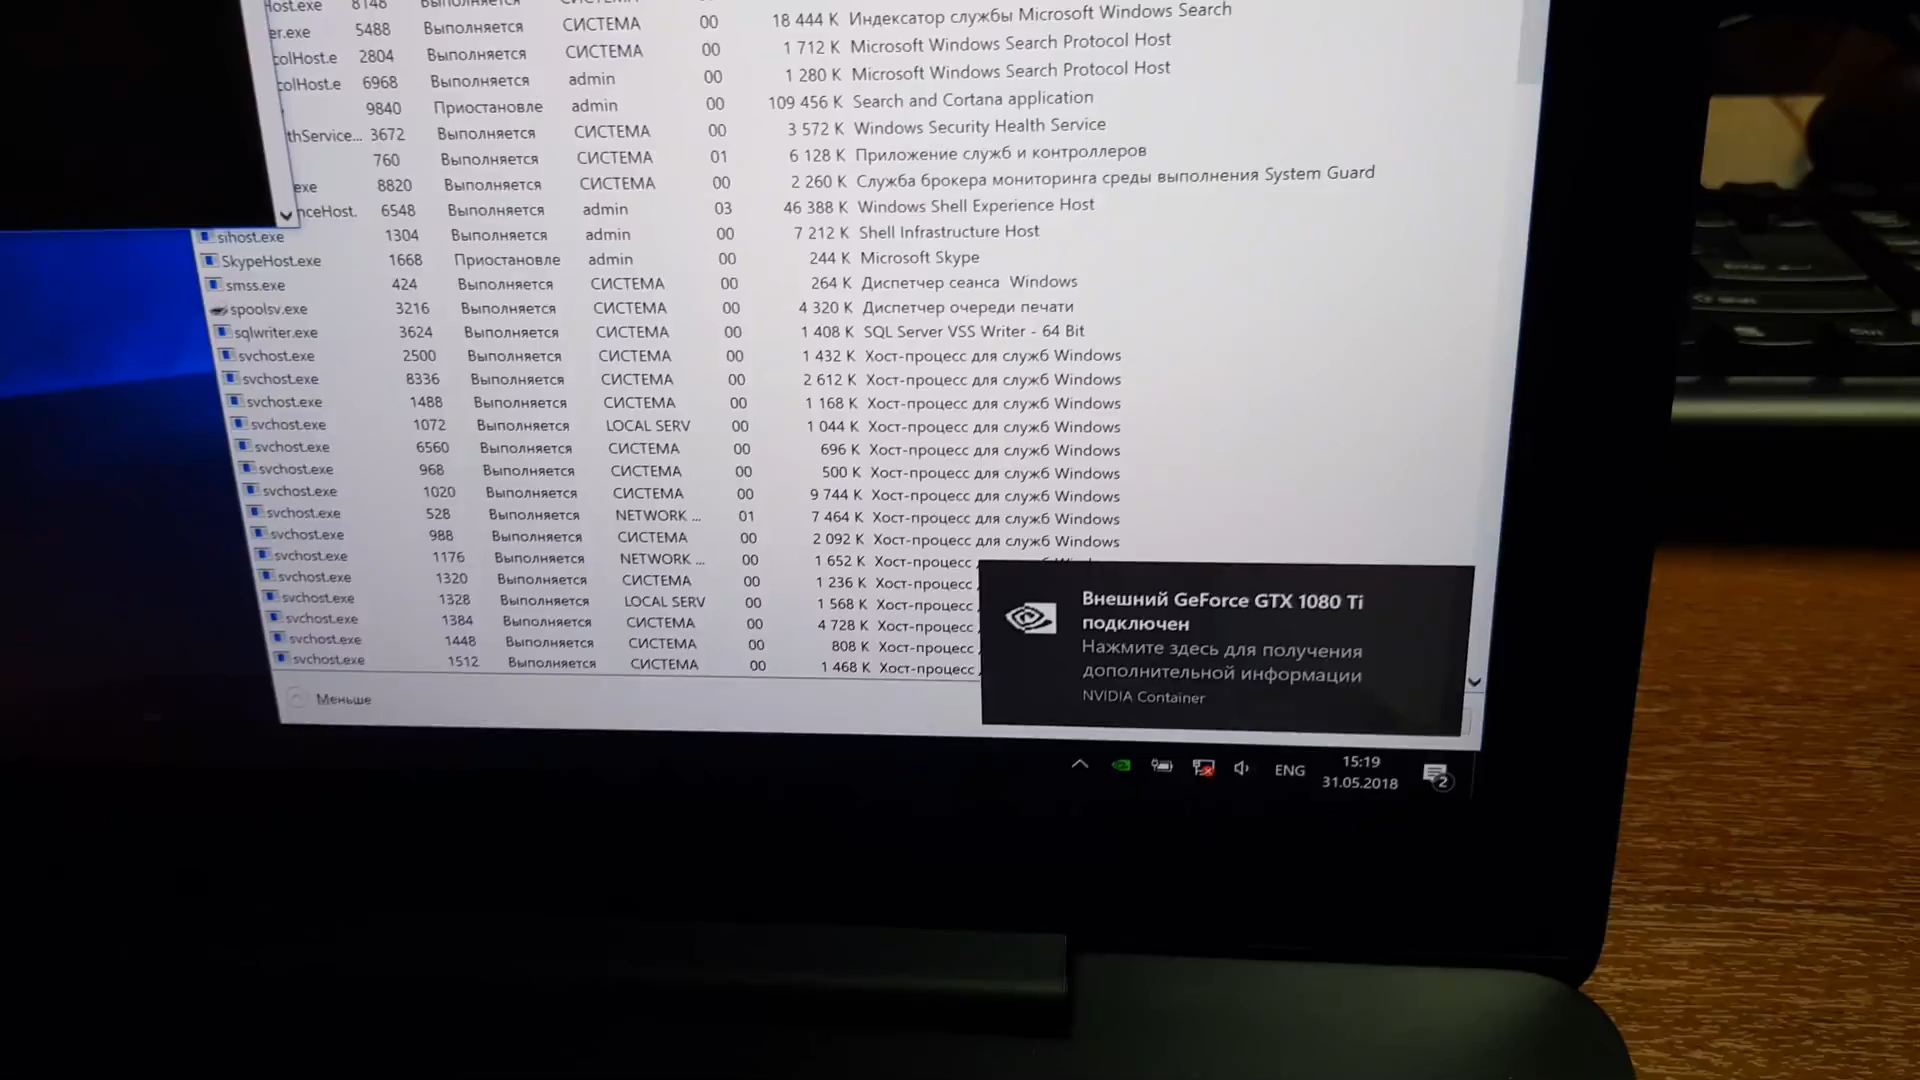 Host.exe 8148 Выполняется СИСТЕМА
er.exe 5488 Выполняется СИСТЕМА 00 18 444 K Индексатор службы Microsoft Windows Search
colHost.e 2804 Выполняется СИСТЕМА 00 1 712 K Microsoft Windows Search Protocol Host
colHost.e 6968 Выполняется admin 00 1 280 K Microsoft Windows Search Protocol Host
9840 Приостановле admin 00 109 456 K Search and Cortana application
thService... 3672 Выполняется СИСТЕМА 00 3 572 K Windows Security Health Service
760 Выполняется СИСТЕМА 01 6 128 K Приложение служб и контроллеров
exe 8820 Выполняется СИСТЕМА 00 2 260 K Служба брокера мониторинга среды выполнения System Guard
nceHost. 6548 Выполняется admin 03 46 388 K Windows Shell Experience Host
sihost.exe 1304 Выполняется admin 00 7 212 K Shell Infrastructure Host
SkypeHost.exe 1668 Приостановле admin 00 244 K Microsoft Skype
smss.exe 424 Выполняется СИСТЕМА 00 264 K Диспетчер сеанса Windows
spoolsv.exe 3216 Выполняется СИСТЕМА 00 4 320 K Диспетчер очереди печати
sqlwriter.exe 3624 Выполняется СИСТЕМА 00 1 408 K SQL Server VSS Writer - 64 Bit
svchost.exe 2500 Выполняется СИСТЕМА 00 1 432 K Хост-процесс для служб Windows
svchost.exe 8336 Выполняется СИСТЕМА 00 2 612 K Хост-процесс для служб Windows
svchost.exe 1488 Выполняется СИСТЕМА 00 1 168 K Хост-процесс для служб Windows
svchost.exe 1072 Выполняется LOCAL SERV 00 1 044 K Хост-процесс для служб Windows
svchost.exe 6560 Выполняется СИСТЕМА 00 696 K Хост-процесс для служб Windows
svchost.exe 968 Выполняется СИСТЕМА 00 500 K Хост-процесс для служб Windows
svchost.exe 1020 Выполняется СИСТЕМА 00 9 744 K Хост-процесс для служб Windows
svchost.exe 528 Выполняется NETWORK ... 01 7 464 K Хост-процесс для служб Windows
svchost.exe 988 Выполняется СИСТЕМА 00 2 092 K Хост-процесс для служб Windows
svchost.exe 1176 Выполняется NETWORK ... 00 1 652 K Хост-процесс
svchost.exe 1320 Выполняется СИСТЕМА 00 1 236 K Хост-процесс
svchost.exe 1328 Выполняется LOCAL SERV 00 1 568 K Хост-процесс
svchost.exe 1384 Выполняется СИСТЕМА 00 4 728 K Хост-процесс
svchost.exe 1448 Выполняется СИСТЕМА 00 808 K Хост-процесс
svchost.exe 1512 Выполняется СИСТЕМА 00 1 468 K Хост-процесс
Меньше
Внешний GeForce GTX 1080 Ti
подключен
Нажмите здесь для получения
дополнительной информации
NVIDIA Container
ENG
15:19
31.05.2018
2